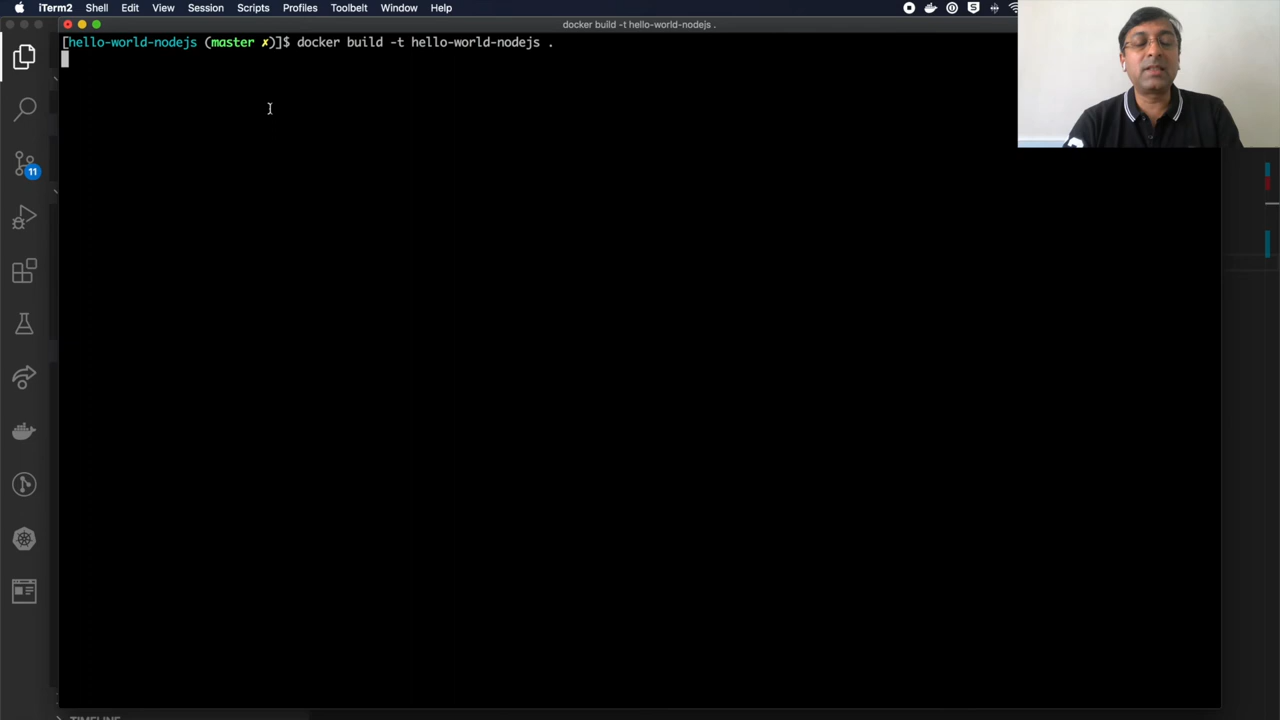 iTerm2 Shell Edit View Session Scripts Profiles Toolbelt Window Help
docker build -t hello-world-nodejs .
[hello-world-nodejs (master ✗)]$ docker build -t hello-world-nodejs .
11
TIMELINE